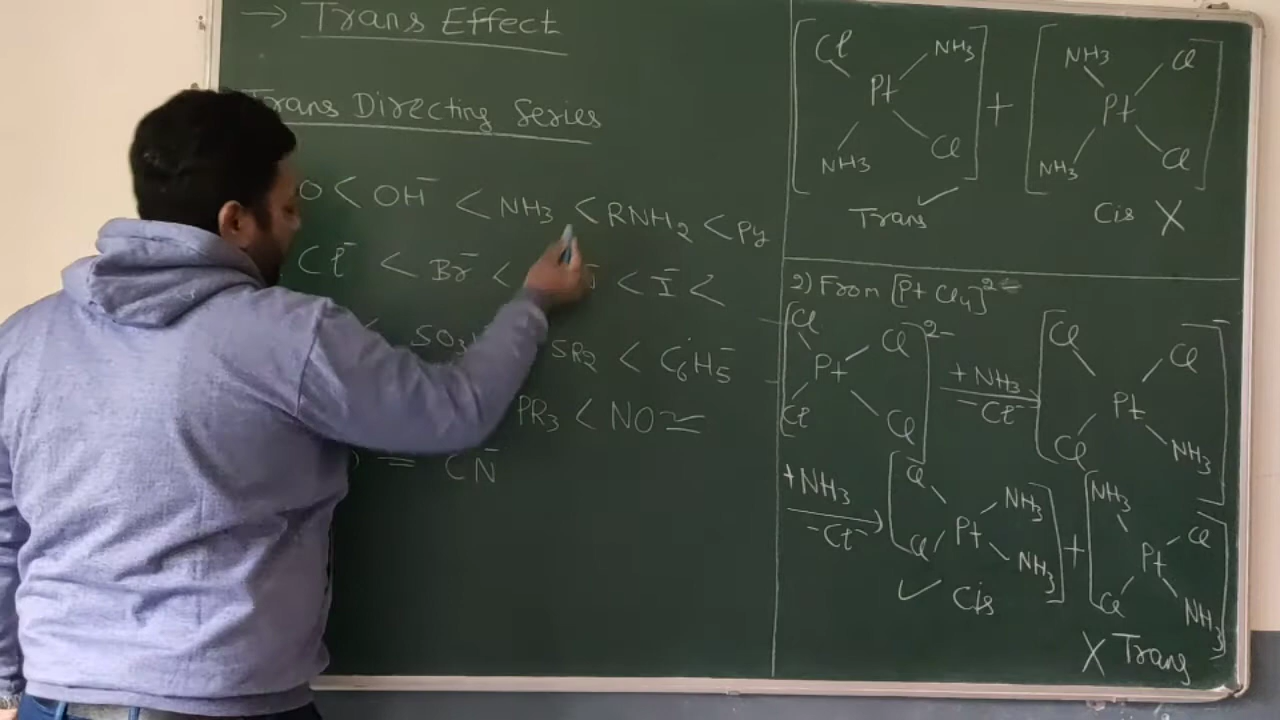 → Trans Effect
Trans Directing Series
O < OH⁻ < NH₃ < RNH₂ < Py
Cl⁻ < Br⁻ < < I⁻ <
< SO₃ SR₂ < C₆H₅⁻
PR₃ < NO ≃
= CN⁻
Cl NH₃
Pt
NH₃ Cl
Trans ✓
+
NH₃ Cl
Pt
NH₃ Cl
Cis X
2) From [PtCl₄]²⁻
[Cl Cl]²⁻
Pt
Cl Cl
+NH₃
-Cl⁻
[Cl Cl]⁻
Pt
Cl NH₃
+NH₃
-Cl⁻
Cl NH₃
Pt
Cl NH₃
✓ Cis
+
NH₃ Cl
Pt
Cl NH₃
X Trans